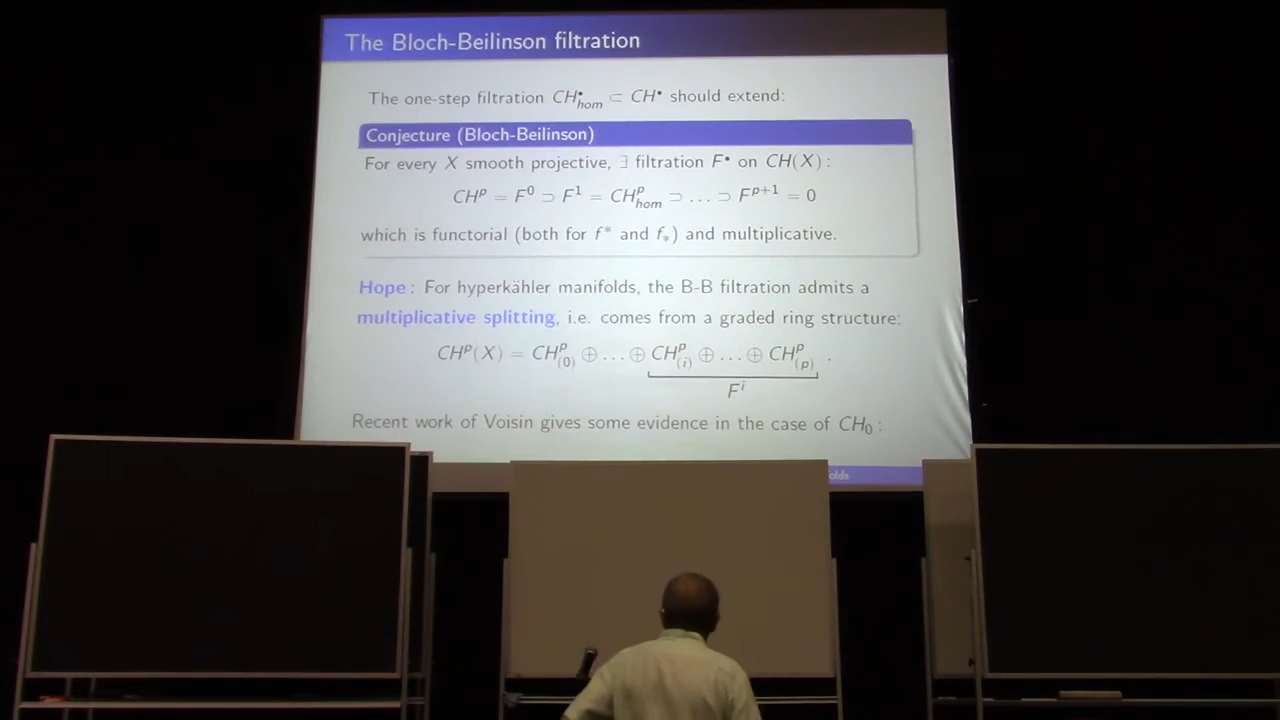 The Bloch-Beilinson filtration
The one-step filtration CH•hom ⊂ CH• should extend:
Conjecture (Bloch-Beilinson)
For every X smooth projective, ∃ filtration F• on CH(X) :
CHᵖ = F⁰ ⊃ F¹ = CHᵖhom ⊃ … ⊃ Fᵖ⁺¹ = 0
which is functorial (both for f* and f∗) and multiplicative.
Hope : For hyperkähler manifolds, the B-B filtration admits a
multiplicative splitting, i.e. comes from a graded ring structure:
CHᵖ(X) = CHᵖ(0) ⊕ … ⊕ CHᵖ(i) ⊕ … ⊕ CHᵖ(p) .
Fⁱ
Recent work of Voisin gives some evidence in the case of CH₀ :